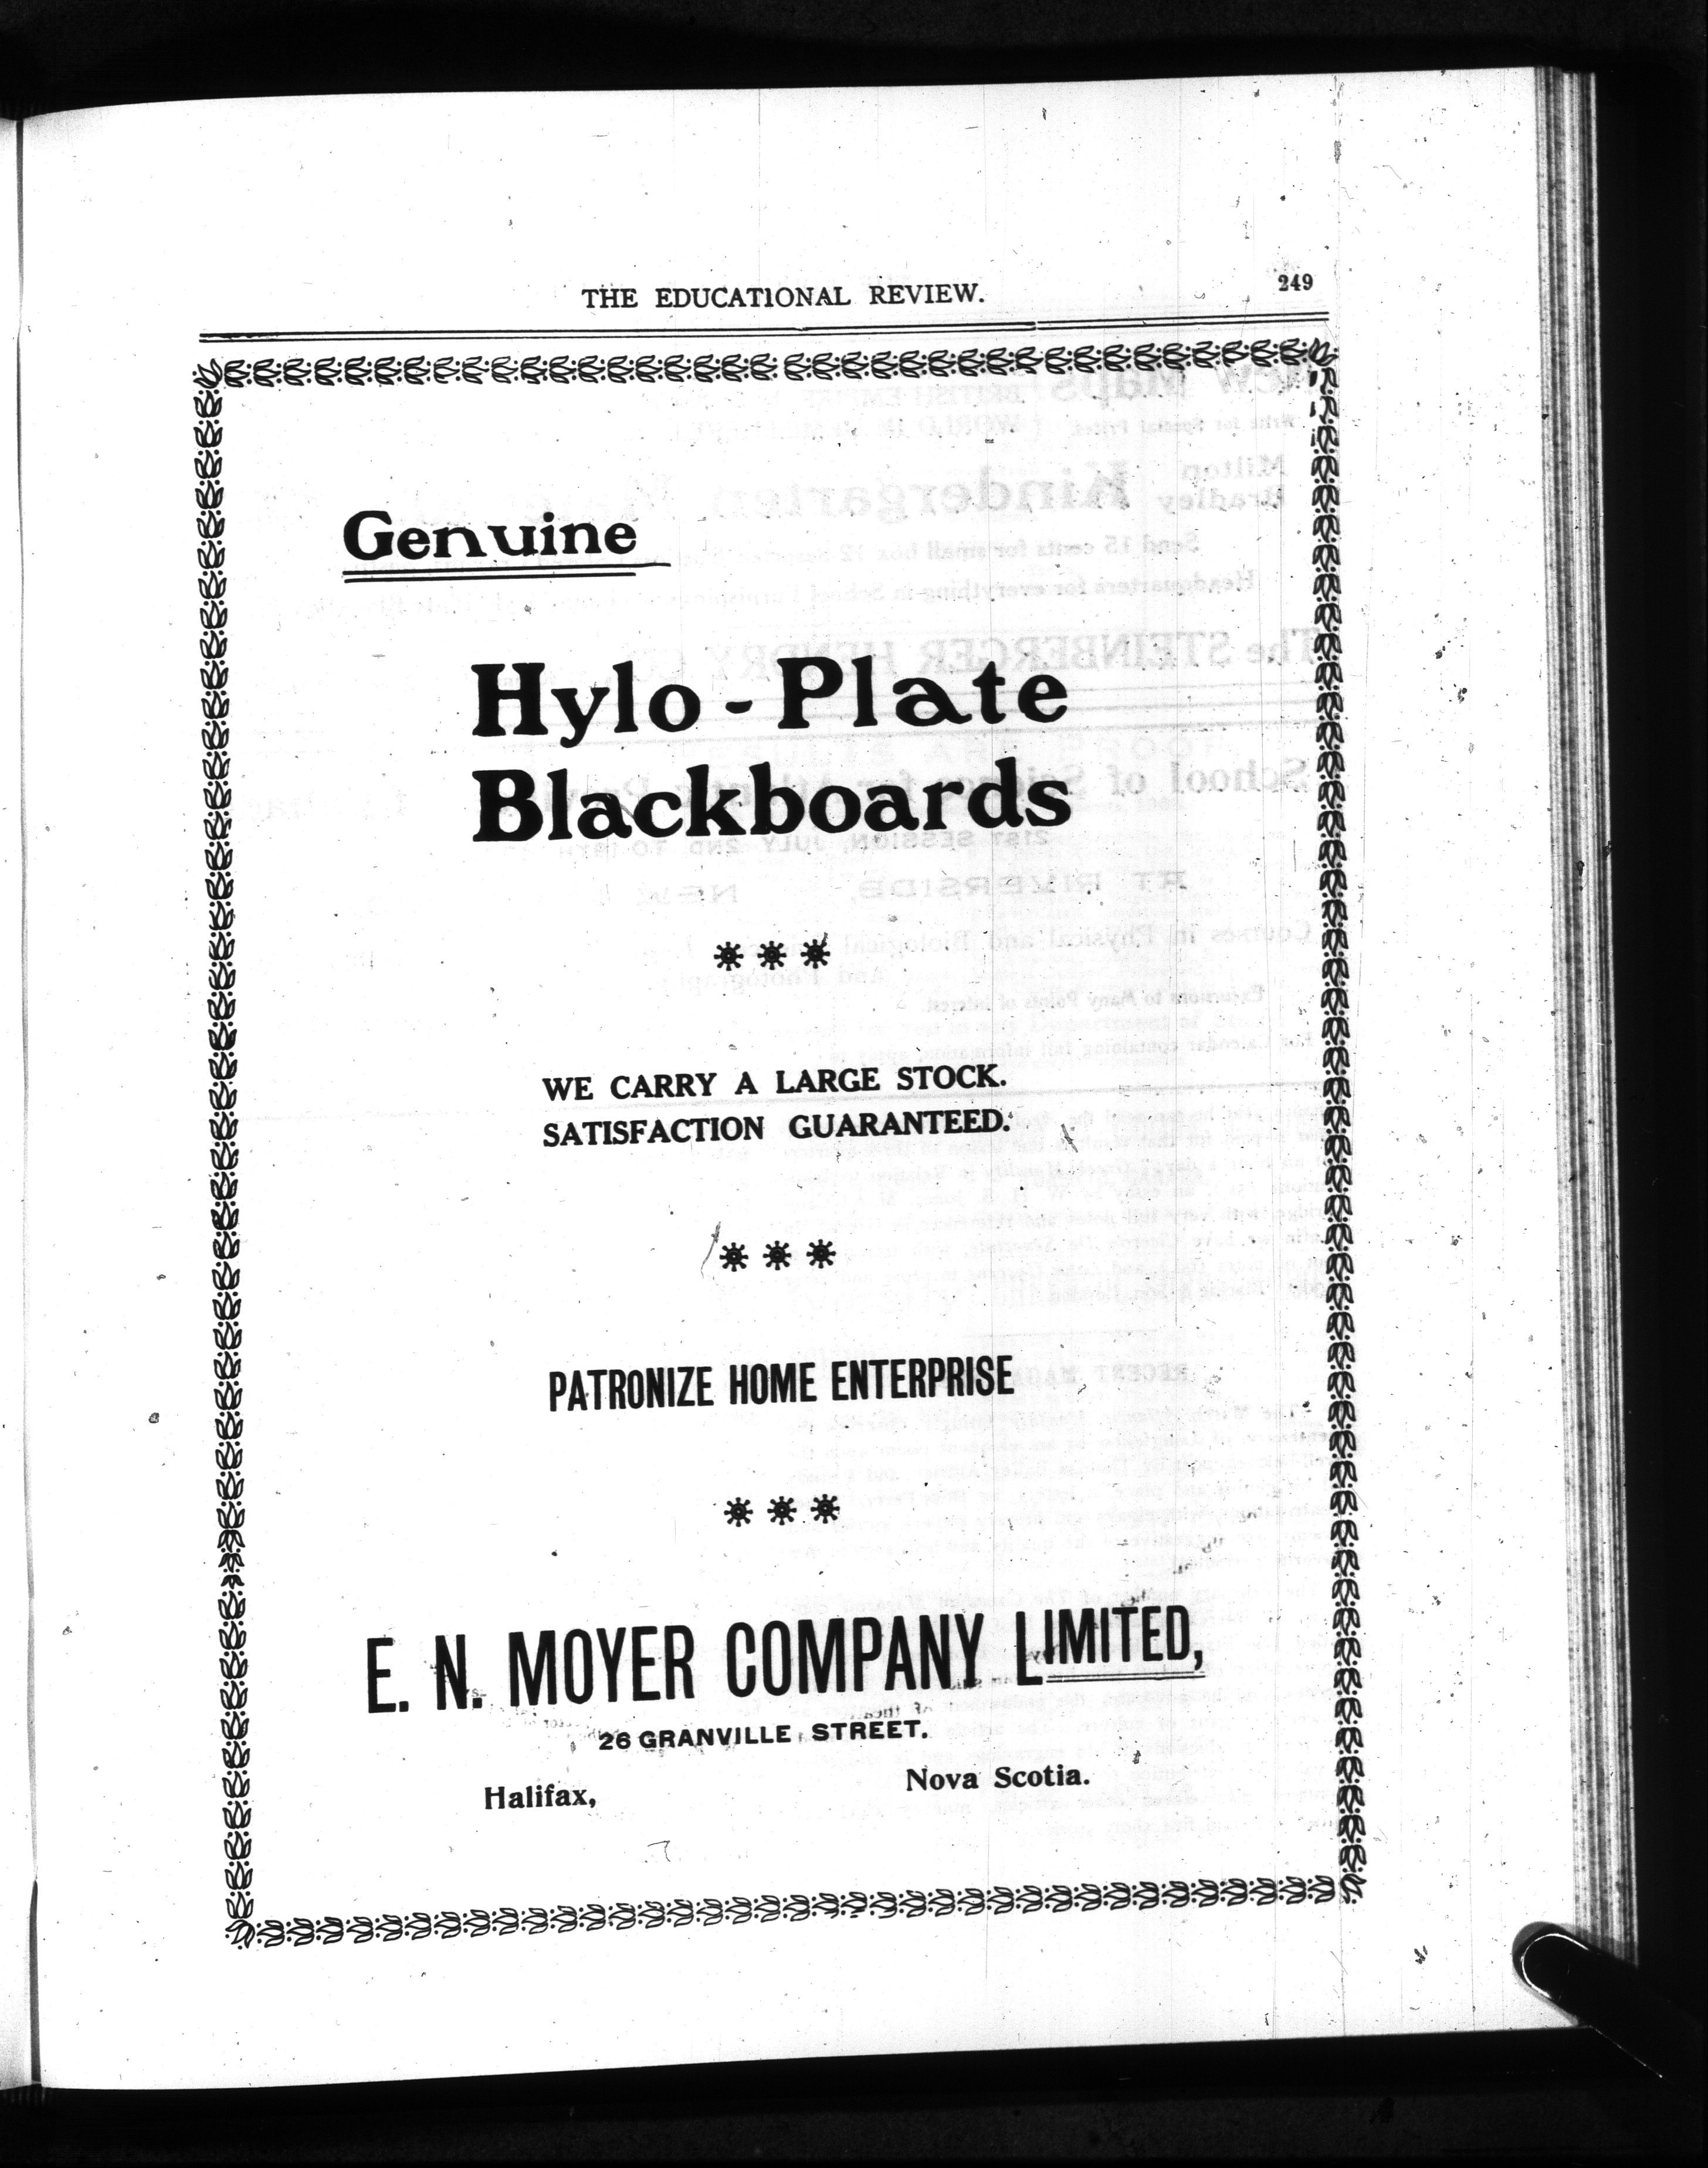 THE EDUCATIONAL REVIEW. 249
Genuine
Hylo-Plate
Blackboards
WE CARRY A LARGE STOCK.
SATISFACTION GUARANTEED.
PATRONIZE HOME ENTERPRISE
E. N. MOYER COMPANY LIMITED,
26 GRANVILLE STREET.
Halifax, Nova Scotia.